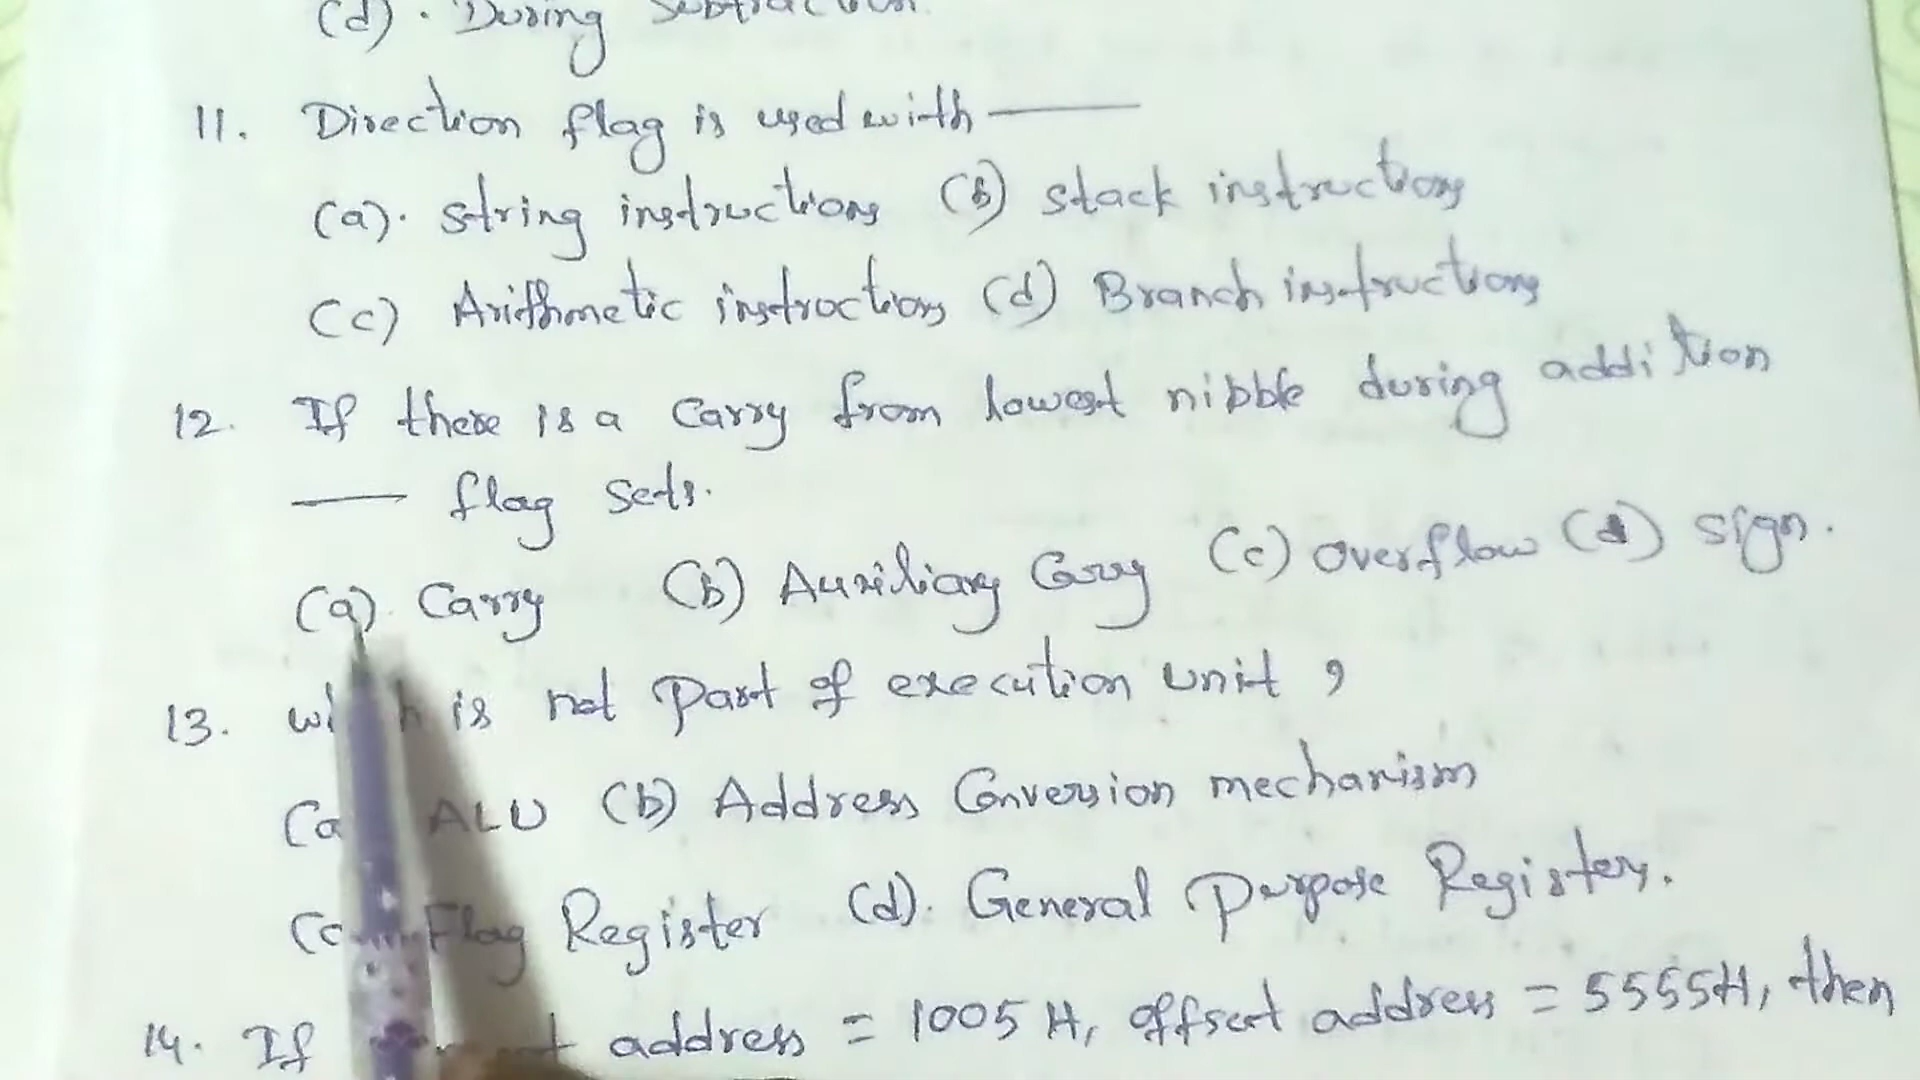 (d). During Subtraction.
11. Direction flag is used with ——
(a). string instructions (b) stack instructions
(c) Arithmetic instructions (d) Branch instructions
12. If there is a carry from lowest nibble during addition
—— flag sets.
(a). Carry (b) Auxiliary Carry (c) overflow (d) sign.
13. is not part of execution unit ?
(a ALU (b) Address Conversion mechanism
(c Flag Register (d). General Purpose Register.
14. If address = 1005H, offset address = 5555H, then